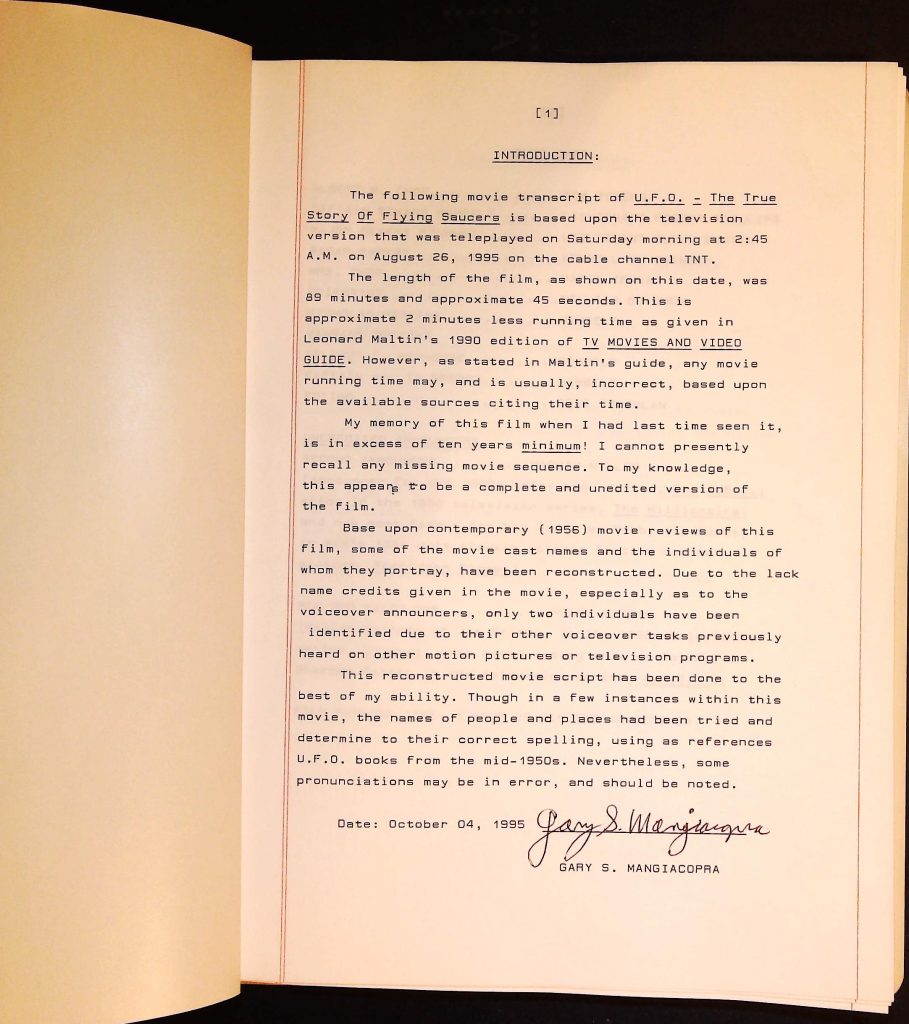 [1]
INTRODUCTION:
The following movie transcript of U.F.O. - The True
Story Of Flying Saucers is based upon the television
version that was teleplayed on Saturday morning at 2:45
A.M. on August 26, 1995 on the cable channel TNT.
The length of the film, as shown on this date, was
89 minutes and approximate 45 seconds. This is
approximate 2 minutes less running time as given in
Leonard Maltin's 1990 edition of TV MOVIES AND VIDEO
GUIDE. However, as stated in Maltin's guide, any movie
running time may, and is usually, incorrect, based upon
the available sources citing their time.
My memory of this film when I had last time seen it,
is in excess of ten years minimum! I cannot presently
recall any missing movie sequence. To my knowledge,
this appears to be a complete and unedited version of
the film.
Base upon contemporary (1956) movie reviews of this
film, some of the movie cast names and the individuals of
whom they portray, have been reconstructed. Due to the lack
name credits given in the movie, especially as to the
voiceover announcers, only two individuals have been
identified due to their other voiceover tasks previously
heard on other motion pictures or television programs.
This reconstructed movie script has been done to the
best of my ability. Though in a few instances within this
movie, the names of people and places had been tried and
determine to their correct spelling, using as references
U.F.O. books from the mid-1950s. Nevertheless, some
pronunciations may be in error, and should be noted.
Date: October 04, 1995 Gary S. Mangiacopra
GARY S. MANGIACOPRA